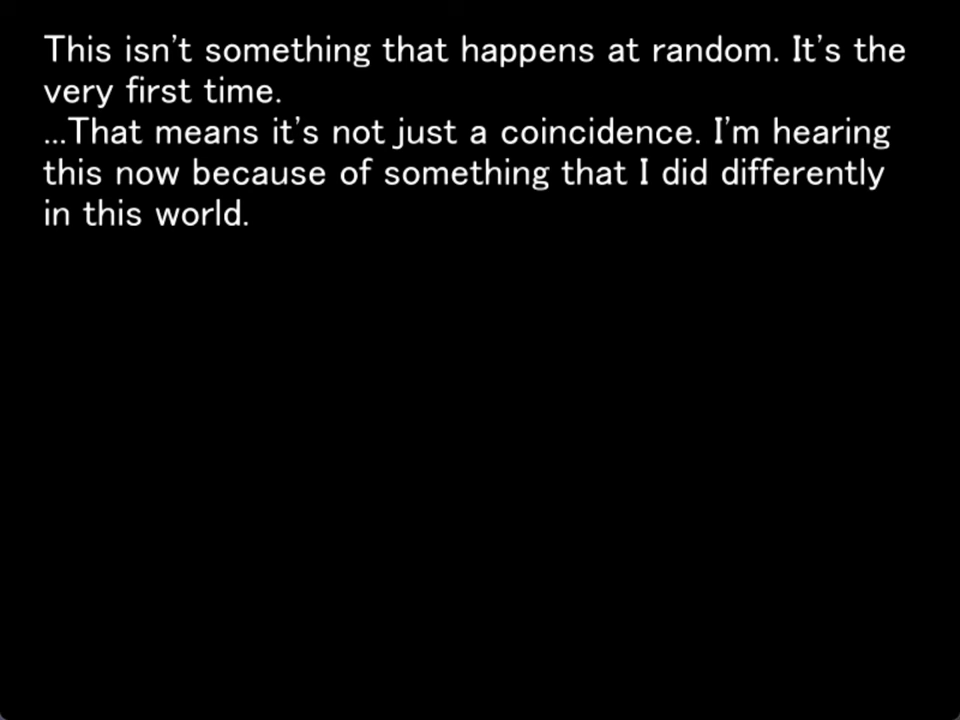 This isn't something that happens at random. It's the
very first time.
...That means it's not just a coincidence. I'm hearing
this now because of something that I did differently
in this world.